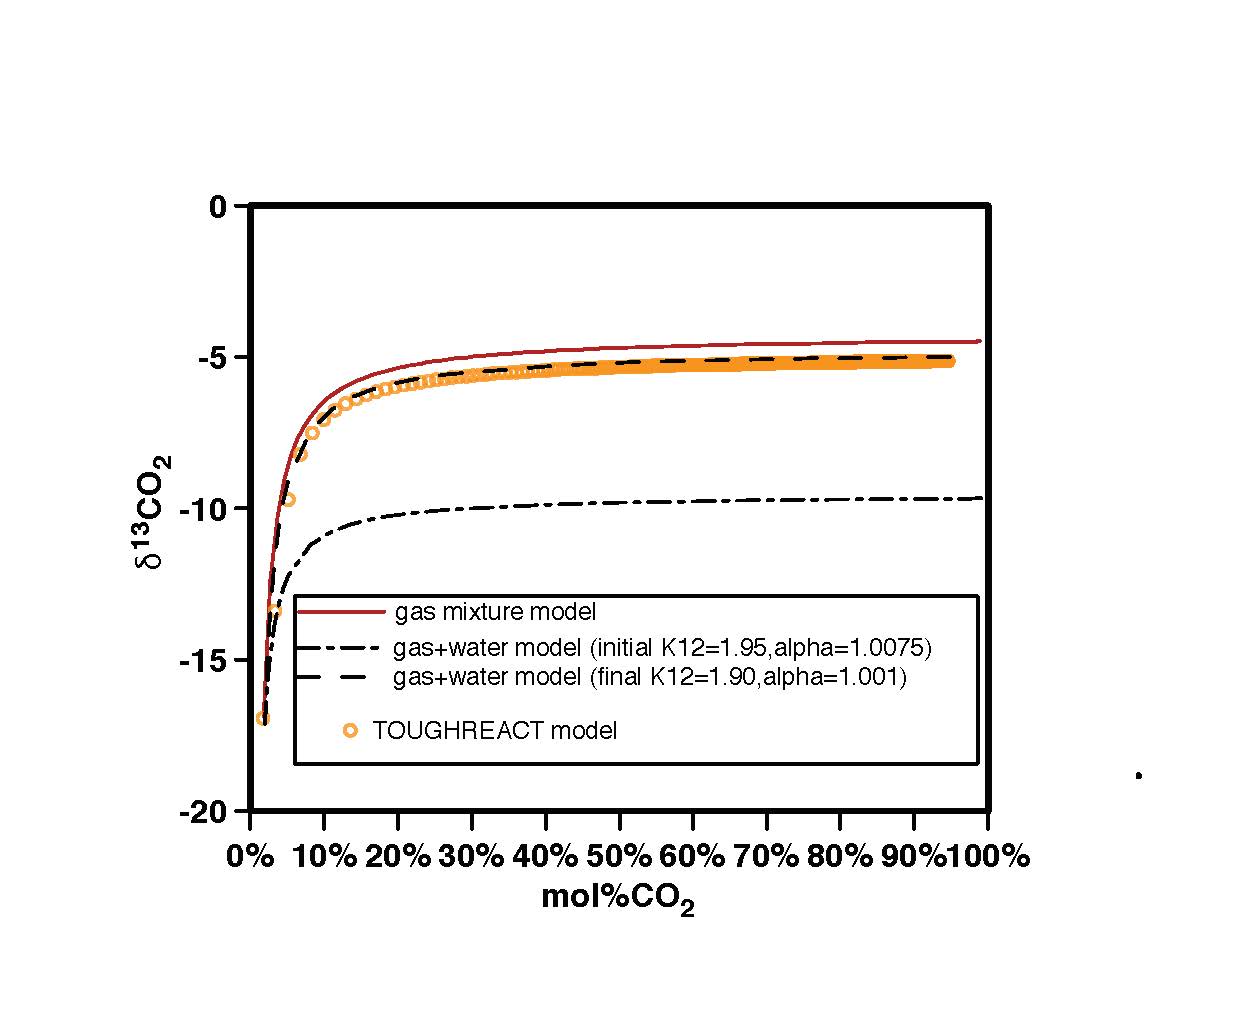 0
-5
-10
-15
-20
δ¹³CO₂
gas mixture model
gas+water model (initial K12=1.95,alpha=1.0075)
gas+water model (final K12=1.90,alpha=1.001)
TOUGHREACT model
0% 10% 20% 30% 40% 50% 60% 70% 80% 90% 100%
mol%CO₂